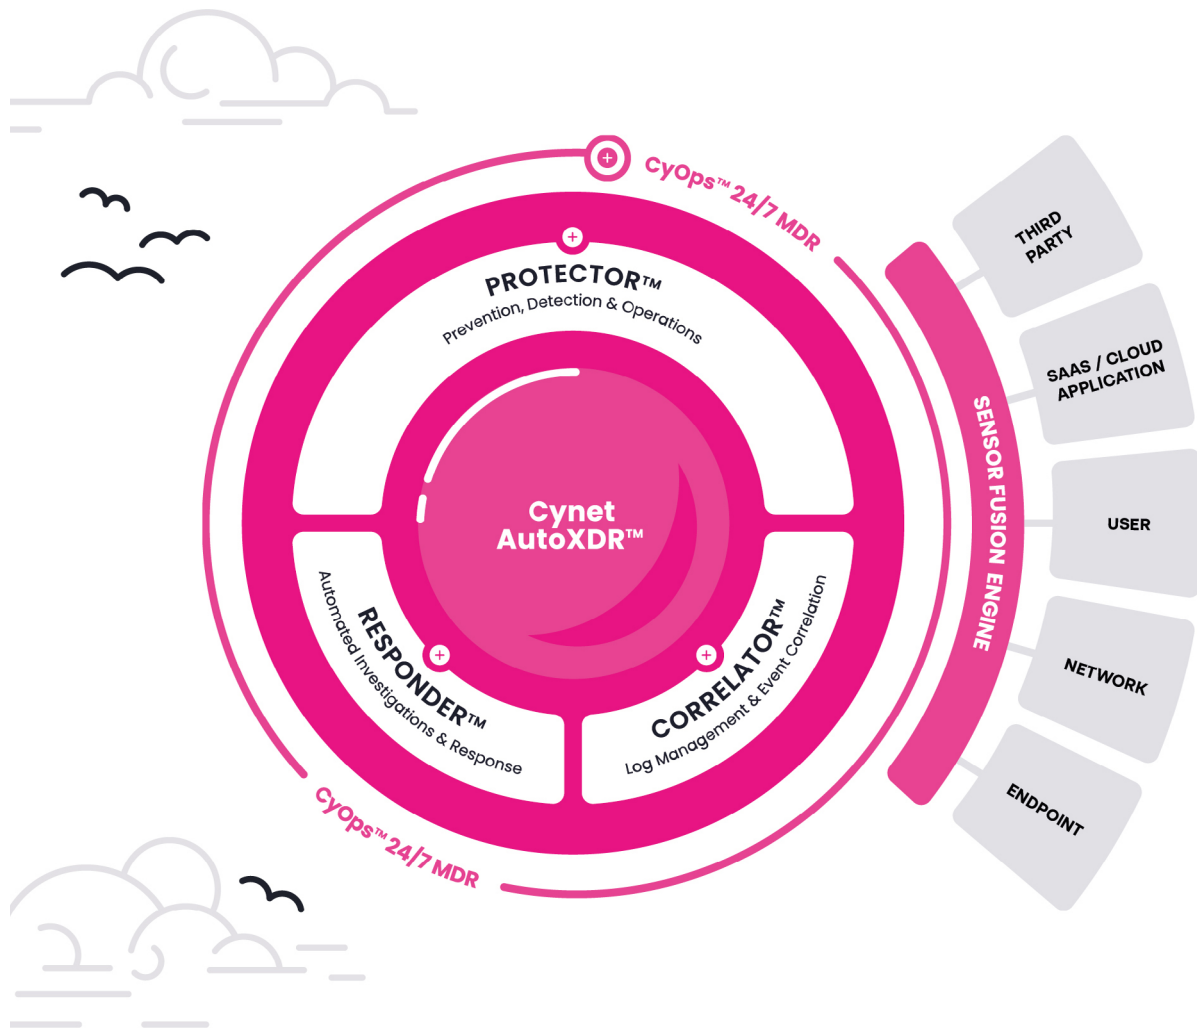 CyOps™ 24/7 MDR
PROTECTOR™
Prevention, Detection & Operations
Cynet
AutoXDR™
RESPONDER™
Automated Investigations & Response
CORRELATOR™
Log Management & Event Correlation
CyOps™ 24/7 MDR
SENSOR FUSION ENGINE
THIRD
PARTY
SAAS / CLOUD
APPLICATION
USER
NETWORK
ENDPOINT